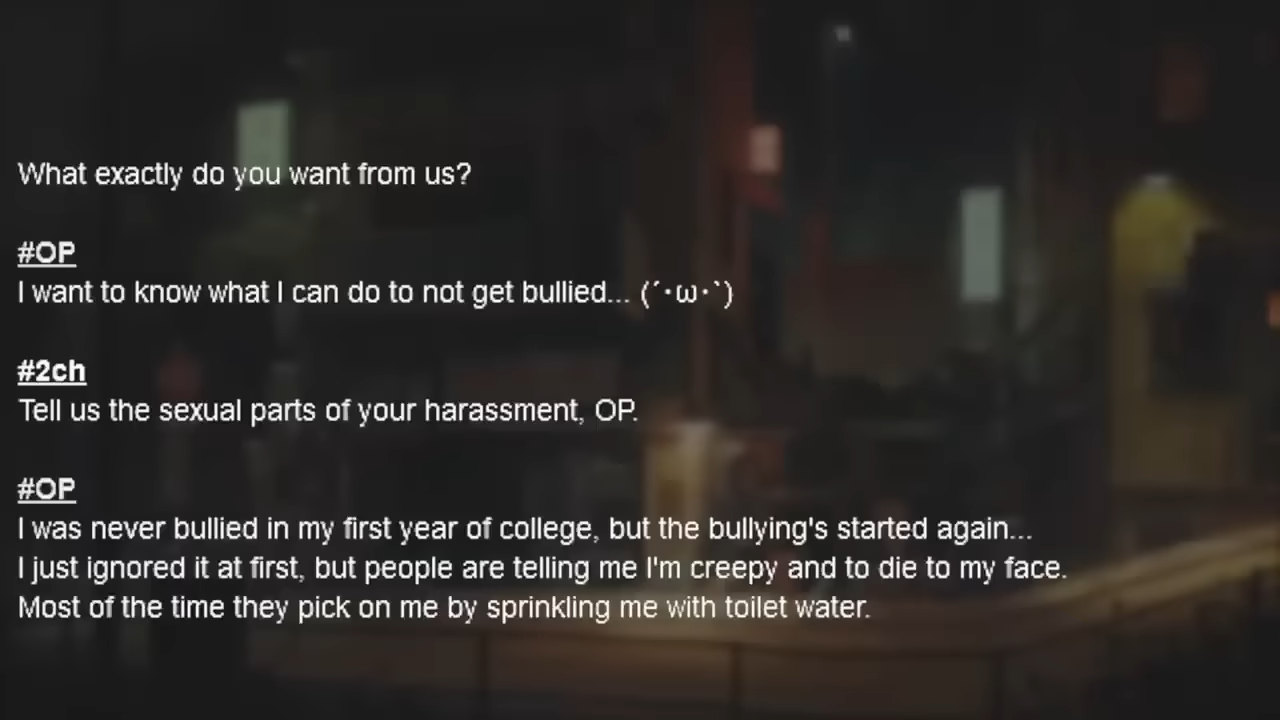 What exactly do you want from us?
#OP
I want to know what I can do to not get bullied... (´･ω･`)
#2ch
Tell us the sexual parts of your harassment, OP.
#OP
I was never bullied in my first year of college, but the bullying's started again...
I just ignored it at first, but people are telling me I'm creepy and to die to my face.
Most of the time they pick on me by sprinkling me with toilet water.